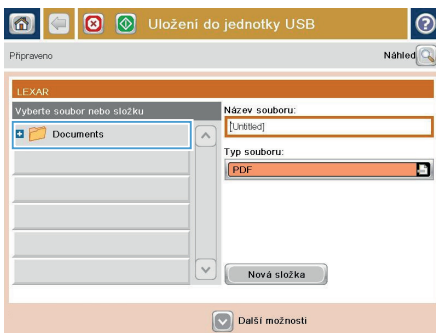 Uložení do jednotky USB
Připraveno
Náhled
LEXAR
Vyberte soubor nebo složku
Název souboru:
Documents
[Untitled]
Typ souboru:
PDF
Nová složka
Další možnosti